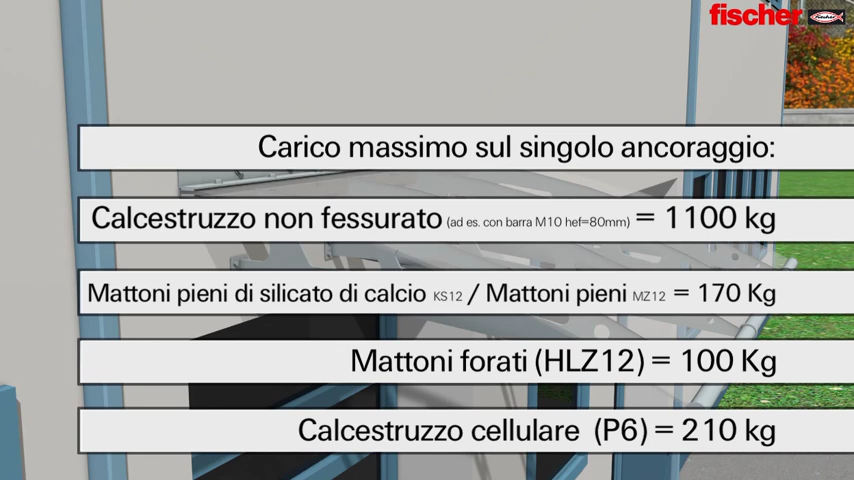 fischer
Carico massimo sul singolo ancoraggio:
Calcestruzzo non fessurato (ad es. con barra M10 hef=80mm) = 1100 kg
Mattoni pieni di silicato di calcio KS12 / Mattoni pieni MZ12 = 170 Kg
Mattoni forati (HLZ12) = 100 Kg
Calcestruzzo cellulare (P6) = 210 kg